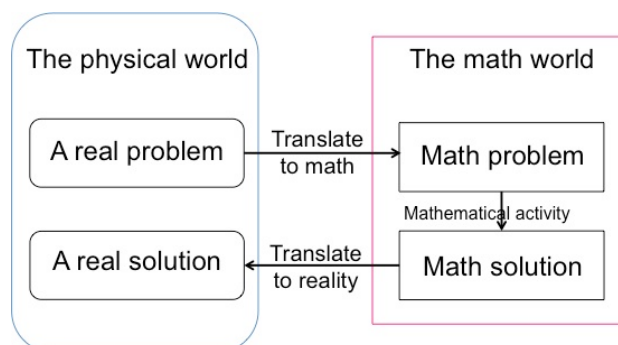 The physical world
The math world
A real problem
Translate
to math
Math problem
Mathematical activity
A real solution
Translate
to reality
Math solution